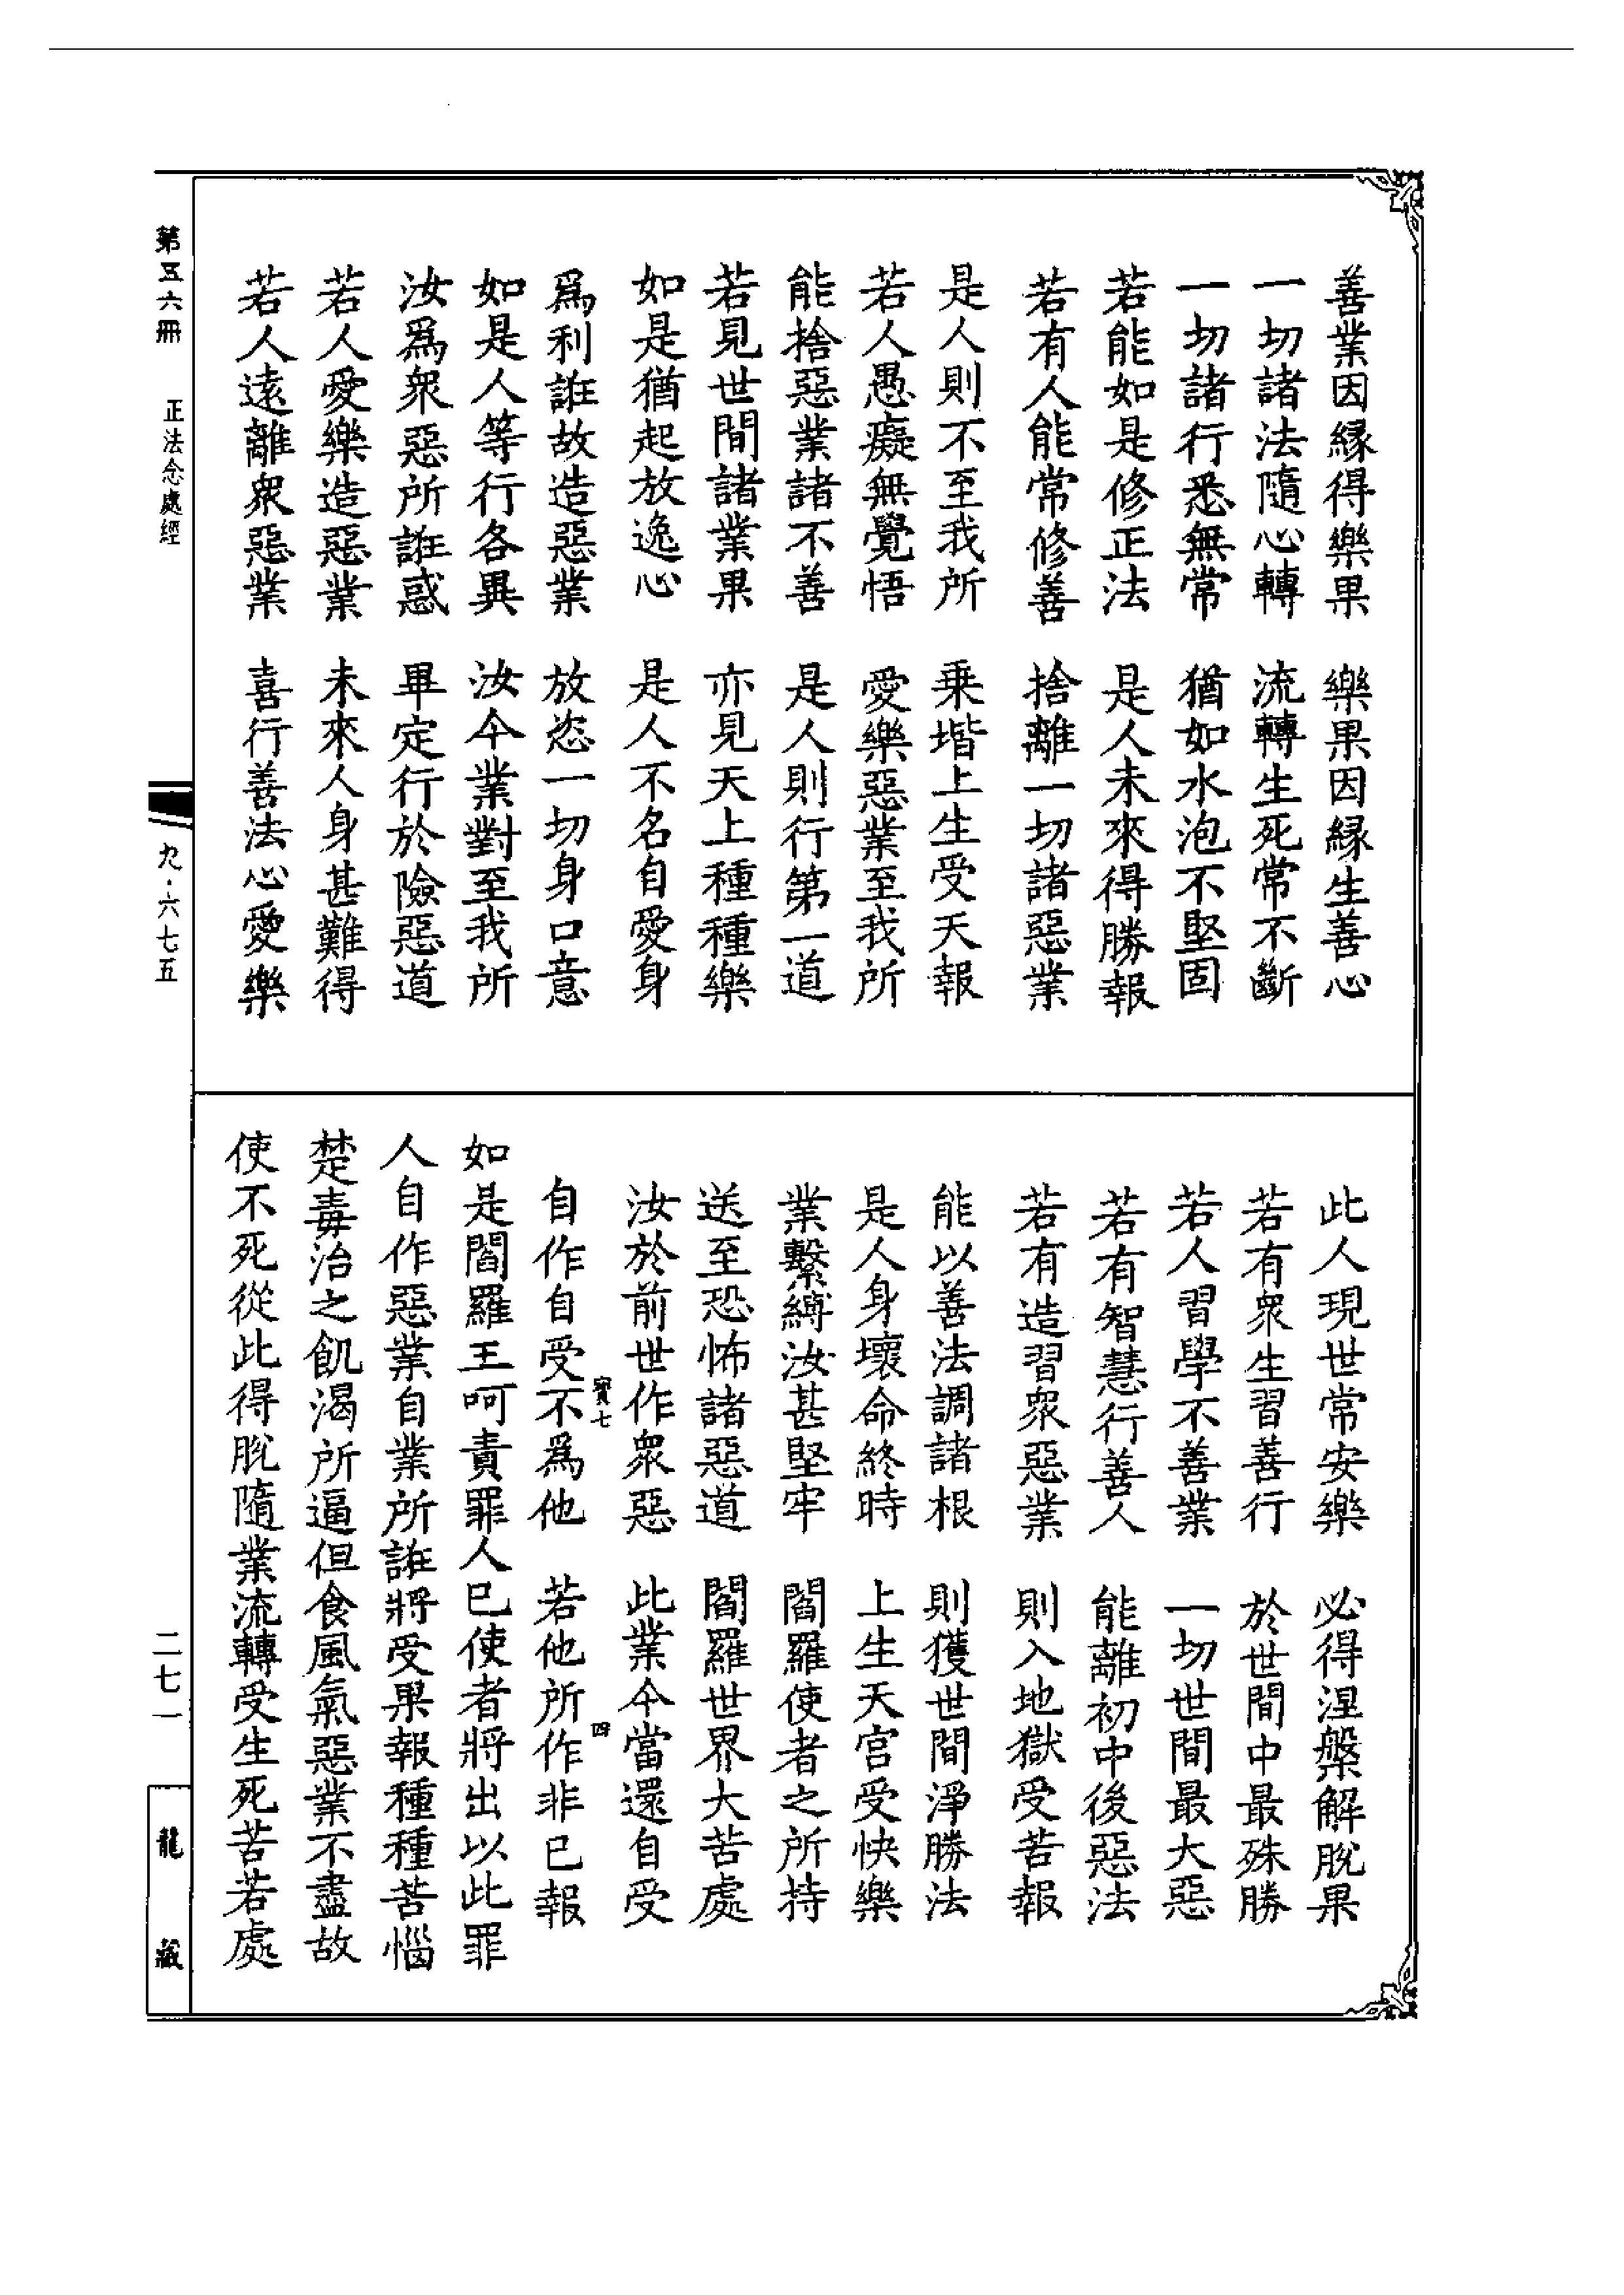 善業因緣得樂果　樂果因緣生善心
一切諸法隨心轉　流轉生死常不斷
一切諸行悉無常　猶如水泡不堅固
若能如是修正法　是人未來得勝報
若有人能常修善　捨離一切諸惡業
是人則不至我所　乗堦上生受天報
若人愚癡無覺悟　愛樂惡業至我所
能捨惡業諸不善　是人則行第一道
若見世間諸業果　亦見天上種種樂
如是猶起放逸心　是人不名自愛身
爲利誑故造惡業　放恣一切身口意
如是人等行各異　汝今業對至我所
汝爲衆惡所誑惑　畢定行於險惡道
若人愛樂造惡業　未來人身甚難得
若人遠離衆惡業　喜行善法心愛樂
此人現世常安樂　必得涅槃解脫果
若有衆生習善行　於世間中最殊勝
若人習學不善業　一切世間最大惡
若有智慧行善人　能離初中後惡法
若有造習衆惡業　則入地獄受苦報
能以善法調諸根　則獲世間淨勝法
是人身壞命終時　上生天宮受快樂
業繫縛汝甚堅牢　閻羅使者之所持
送至恐怖諸惡道　閻羅世界大苦處
汝於前世作衆惡　此業今當還自受
寳七　四
自作自受不爲他　若他所作非已報
如是閻羅王呵責罪人已使者將出以此罪
人自作惡業自業所誑將受果報種種苦惱
楚毒治之飢渴所逼但食風氣惡業不盡故
使不死從此得脫隨業流轉受生死苦若處
第五六冊　正法念處經
九·六七五
二七一
龍藏